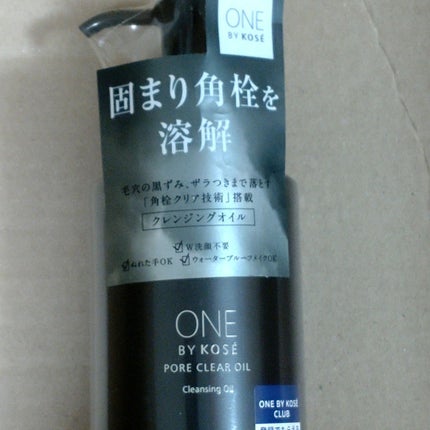 ONE
BY KOSÉ
固まり角栓を
溶解
毛穴の黒ずみ、ザラつきまで落とす
「角栓クリア技術」搭載
クレンジングオイル
W洗顔不要
ぬれた手OK
ウォータープルーフメイクOK
ONE
BY KOSÉ
PORE CLEAR OIL
Cleansing Oil
ONE BY KOSÉ
CLUB